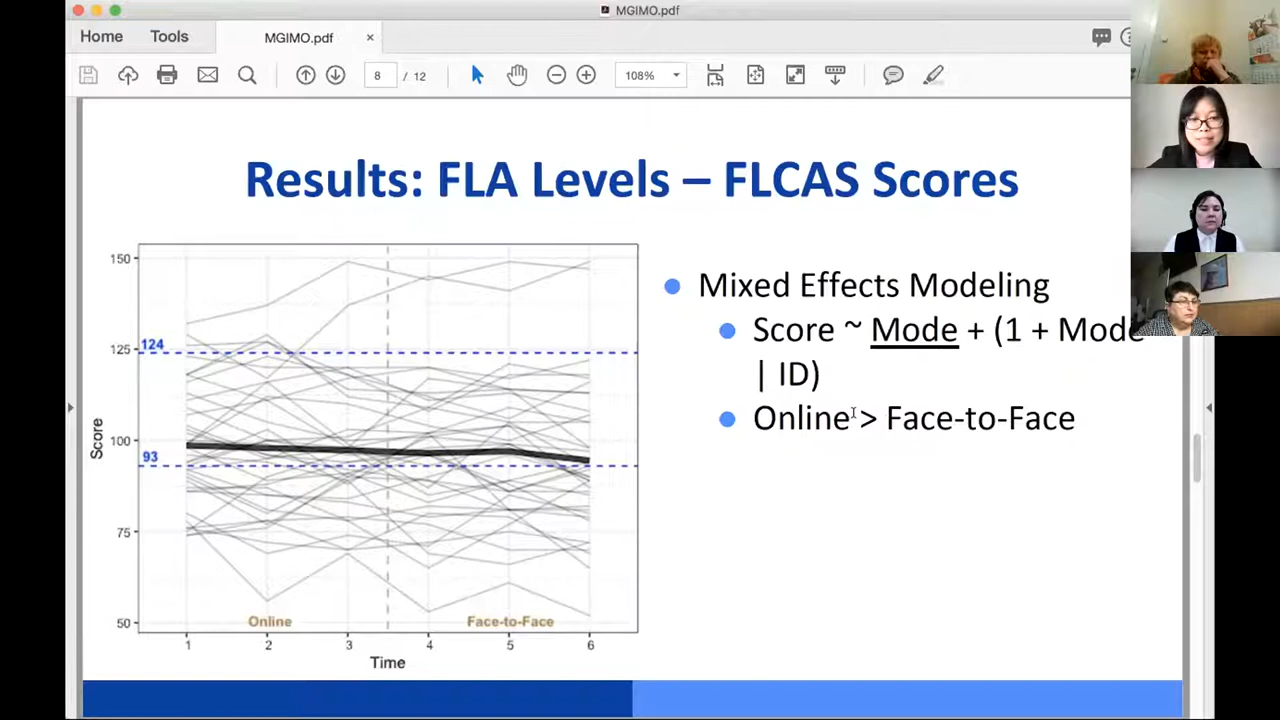 MGIMO.pdf
Home Tools MGIMO.pdf ×
8 / 12 108%
Results: FLA Levels – FLCAS Scores
150
125
100
75
50
124
93
Score
Online Face-to-Face
1 2 3 4 5 6
Time
Mixed Effects Modeling
Score ~ Mode + (1 + Mode
| ID)
Online > Face-to-Face